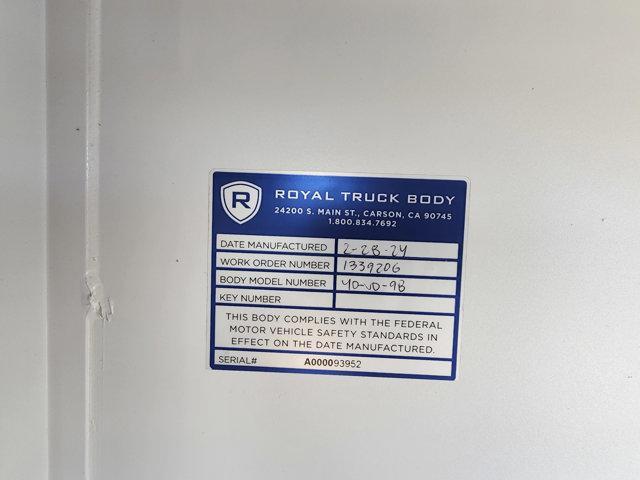 R
ROYAL TRUCK BODY
24200 S. MAIN ST., CARSON, CA 90745
1.800.834.7692
DATE MANUFACTURED 2-28-24
WORK ORDER NUMBER 1339206
BODY MODEL NUMBER
KEY NUMBER
THIS BODY COMPLIES WITH THE FEDERAL
MOTOR VEHICLE SAFETY STANDARDS IN
EFFECT ON THE DATE MANUFACTURED.
SERIAL# A000093952